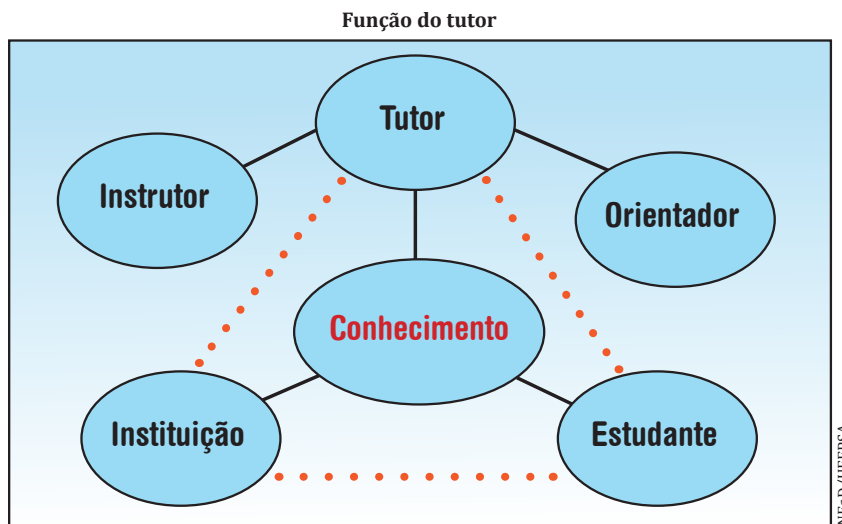 Função do tutor
Tutor
Instrutor
Orientador
Conhecimento
Instituição
Estudante